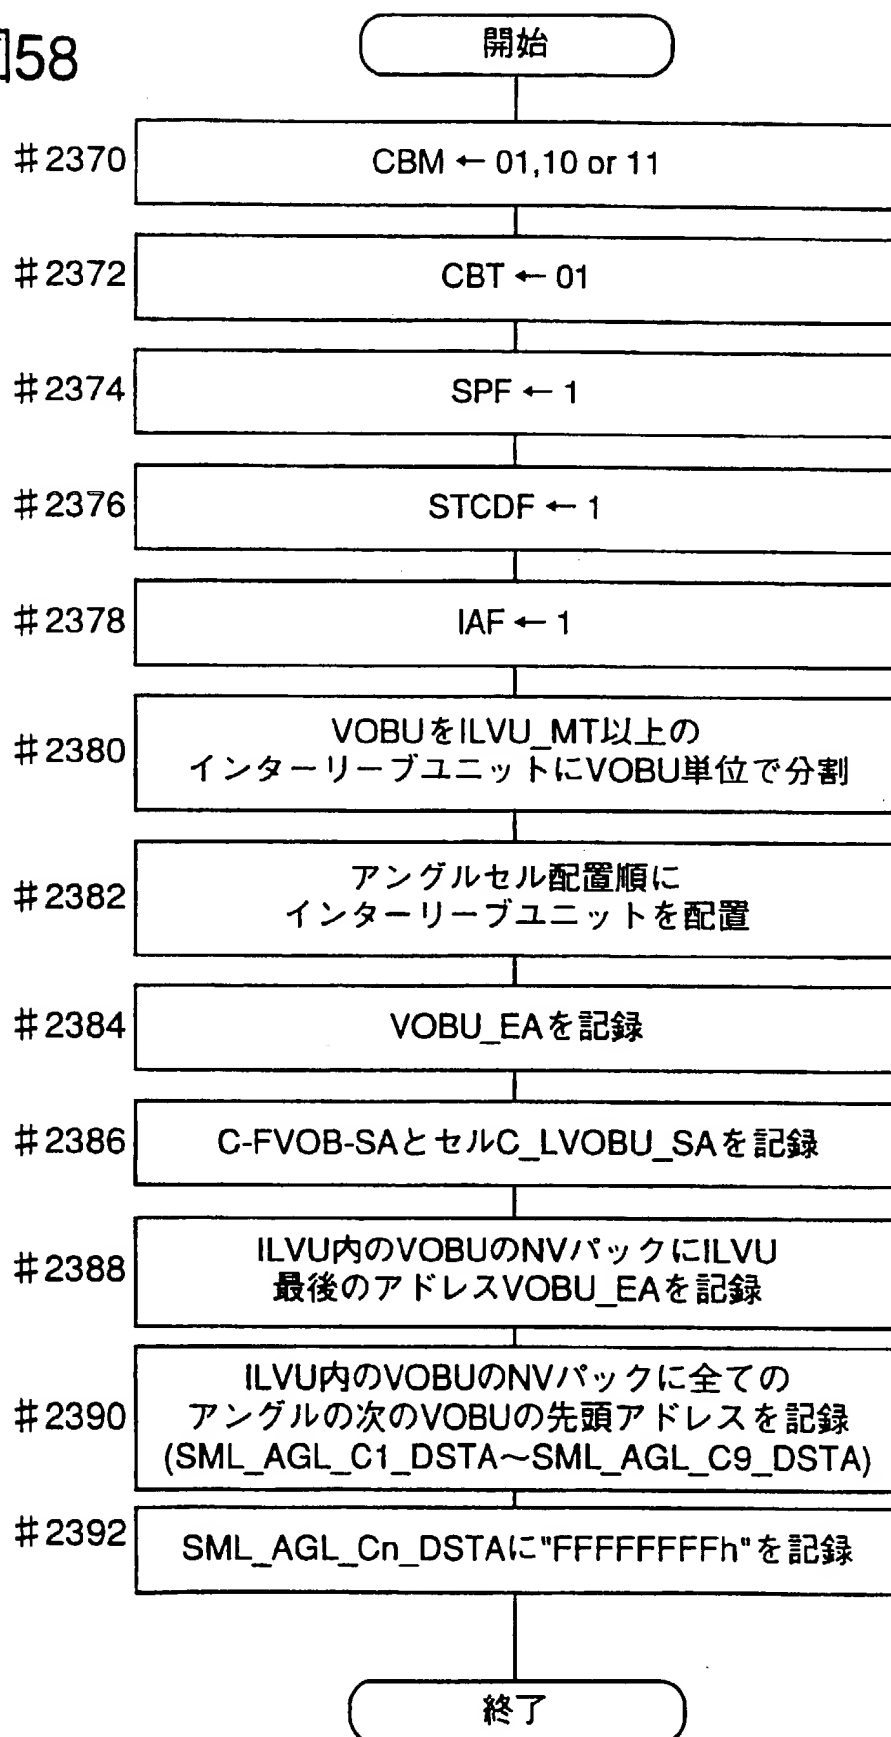 図58
開始
#2370
CBM ← 01,10 or 11
#2372
CBT ← 01
#2374
SPF ← 1
#2376
STCDF ← 1
#2378
IAF ← 1
#2380
VOBUをILVU_MT以上の
インターリーブユニットにVOBU単位で分割
#2382
アングルセル配置順に
インターリーブユニットを配置
#2384
VOBU_EAを記録
#2386
C-FVOB-SAとセルC_LVOBU_SAを記録
#2388
ILVU内のVOBUのNVパックにILVU
最後のアドレスVOBU_EAを記録
#2390
ILVU内のVOBUのNVパックに全ての
アングルの次のVOBUの先頭アドレスを記録
(SML_AGL_C1_DSTA～SML_AGL_C9_DSTA)
#2392
SML_AGL_Cn_DSTAに"FFFFFFFFh"を記録
終了